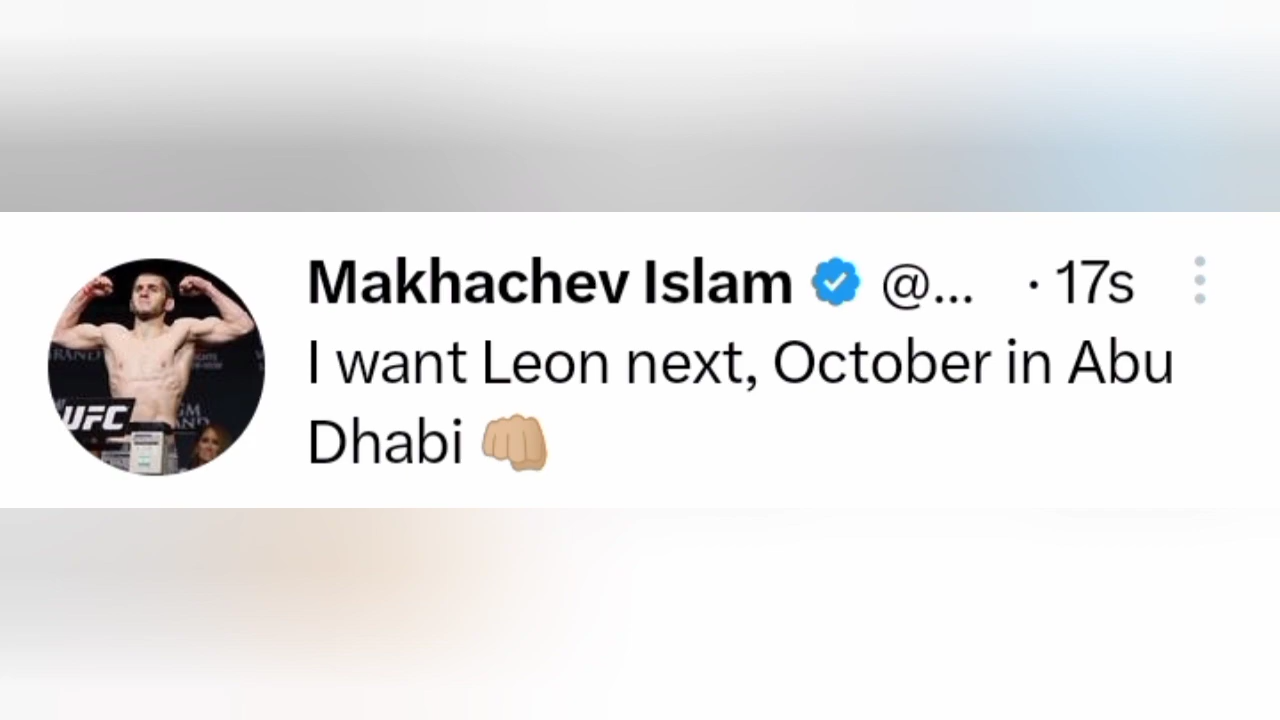 Makhachev Islam @... · 17s
I want Leon next, October in Abu
Dhabi 👊🏼
UFC